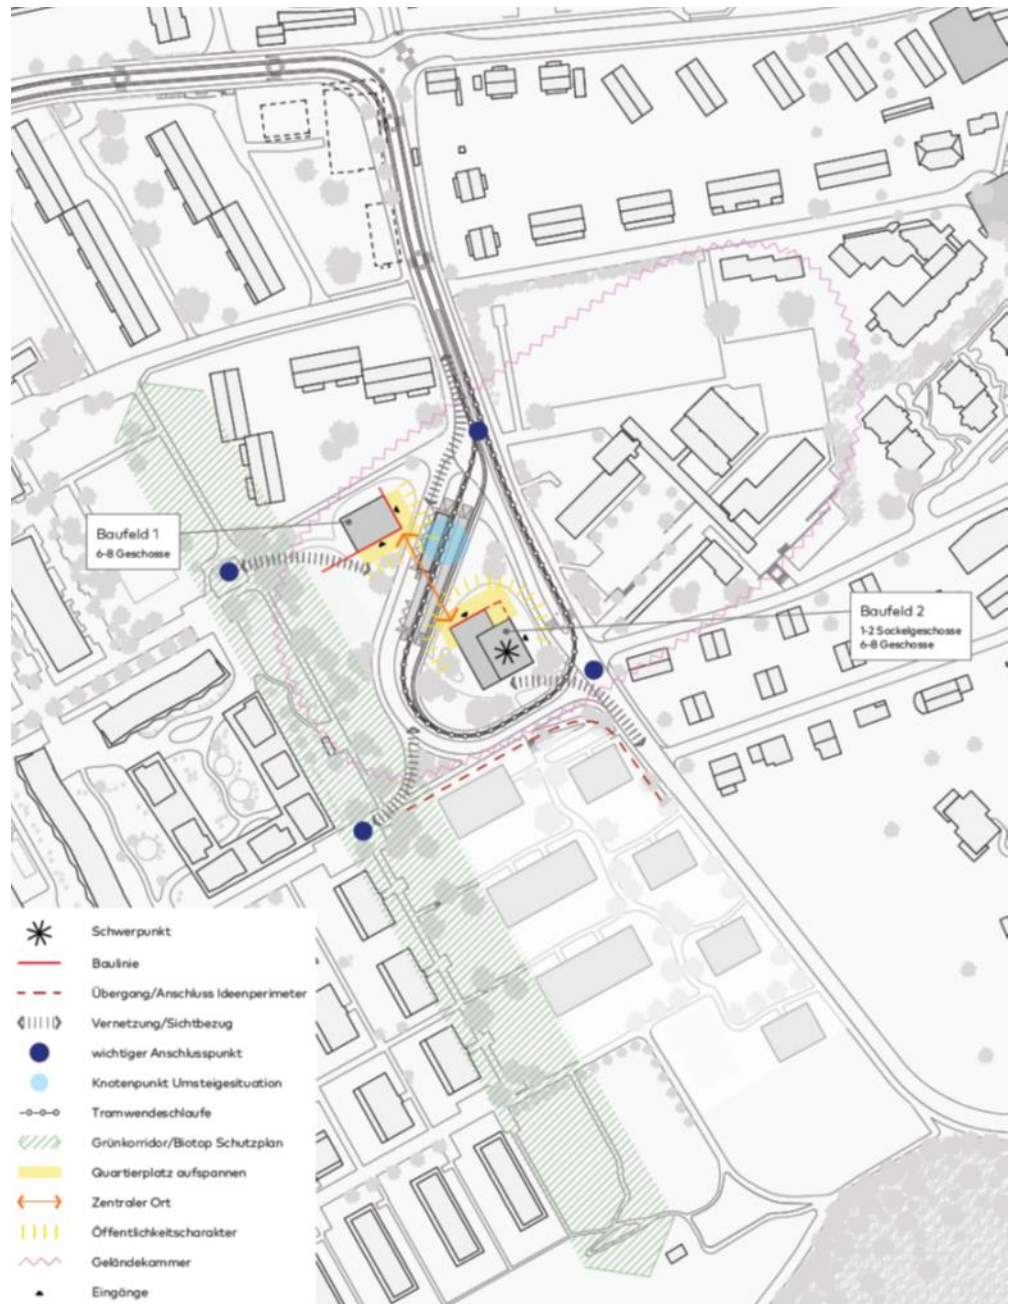 Baufeld 1
6-8 Geschosse
Baufeld 2
1-2 Sockelgeschosse
6-8 Geschosse
Schwerpunkt
Baulinie
Übergang/Anschluss Ideenperimeter
Vernetzung/Sichtbezug
wichtiger Anschlusspunkt
Knotenpunkt Umsteigesituation
Tramwendeschlaufe
Grünkorridor/Biotop Schutzplan
Quartierplatz aufspannen
Zentraler Ort
Öffentlichkeitscharakter
Geländekammer
Eingänge